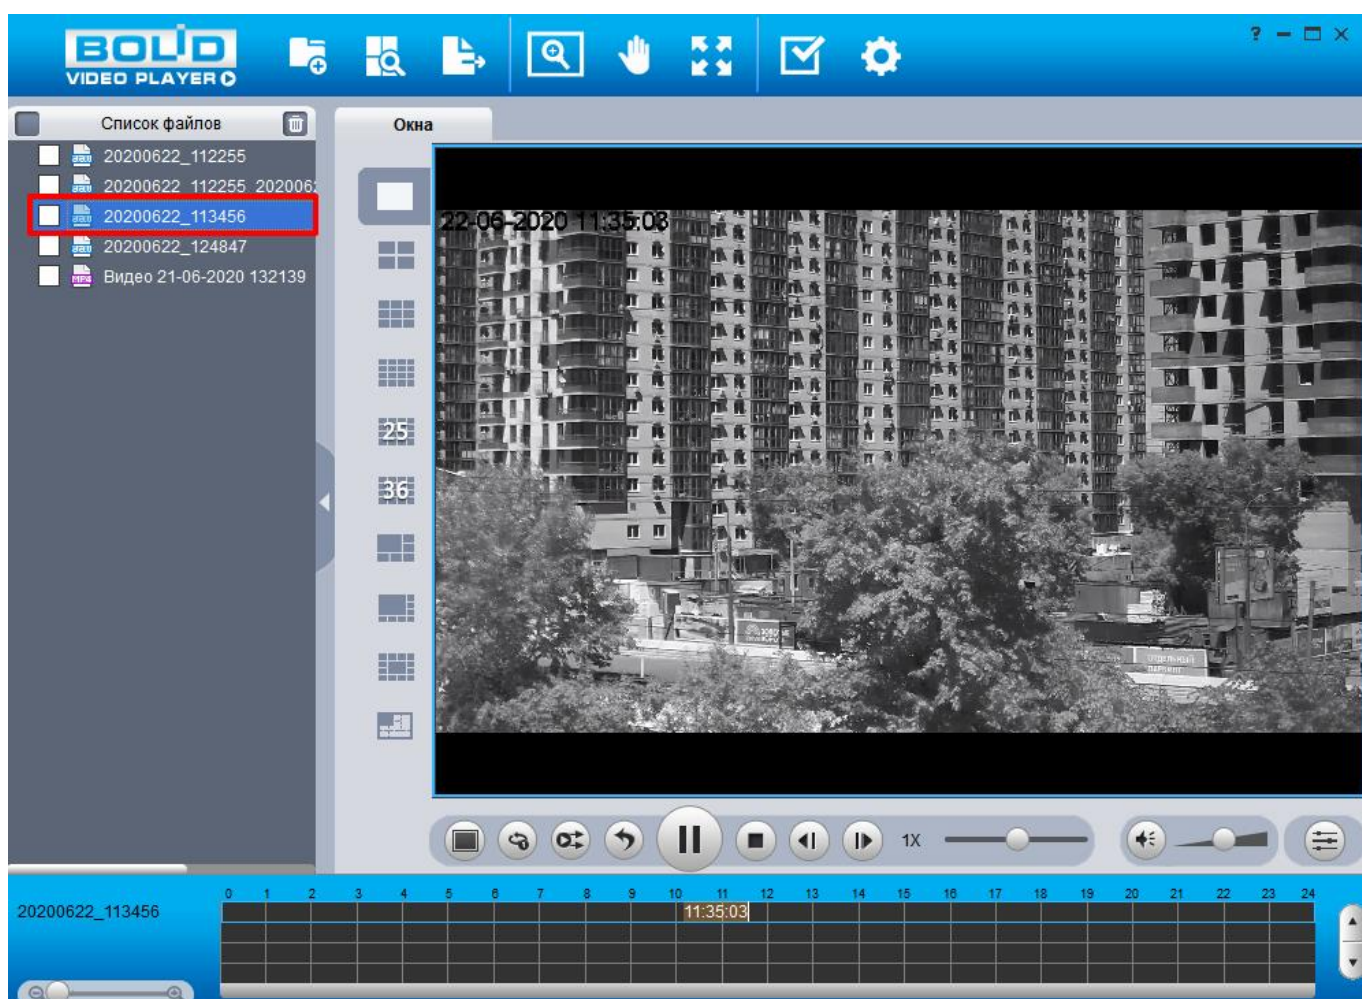 BOLID
VIDEO PLAYER
? 
Список файлов
Окна
20200622_112255
20200622_112255_202006
20200622_113456
20200622_124847
MP4
Видео 21-06-2020 132139
22-06-2020 11:35:03
25
36
ОТДЕЛЬНЫЙ
1X
0 1 2 3 4 5 6 7 8 9 10 11 12 13 14 15 16 17 18 19 20 21 22 23 24
20200622_113456
11:35:03